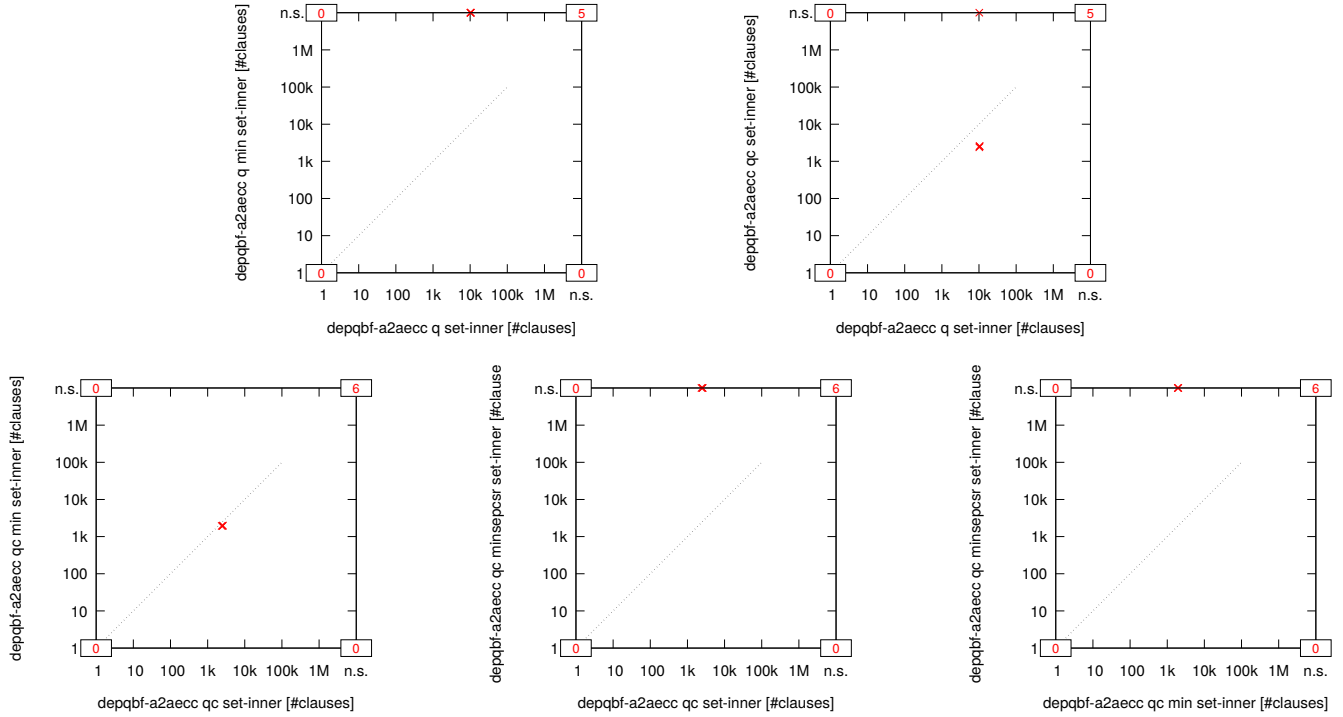 depqbf-a2aecc q min set-inner [#clauses]
n.s. 0 5
1M
100k
10k
1k
100
10
1 0 0
1 10 100 1k 10k 100k 1M n.s.
depqbf-a2aecc q set-inner [#clauses]
depqbf-a2aecc qc set-inner [#clauses]
n.s. 0 5
1M
100k
10k
1k
100
10
1 0 0
1 10 100 1k 10k 100k 1M n.s.
depqbf-a2aecc q set-inner [#clauses]
depqbf-a2aecc qc min set-inner [#clauses]
n.s. 0 6
1M
100k
10k
1k
100
10
1 0 0
1 10 100 1k 10k 100k 1M n.s.
depqbf-a2aecc qc set-inner [#clauses]
depqbf-a2aecc qc minsepcsr set-inner [#clause
n.s. 0 6
1M
100k
10k
1k
100
10
1 0 0
1 10 100 1k 10k 100k 1M n.s.
depqbf-a2aecc qc set-inner [#clauses]
depqbf-a2aecc qc minsepcsr set-inner [#clause
n.s. 0 6
1M
100k
10k
1k
100
10
1 0 0
1 10 100 1k 10k 100k 1M n.s.
depqbf-a2aecc qc min set-inner [#clauses]